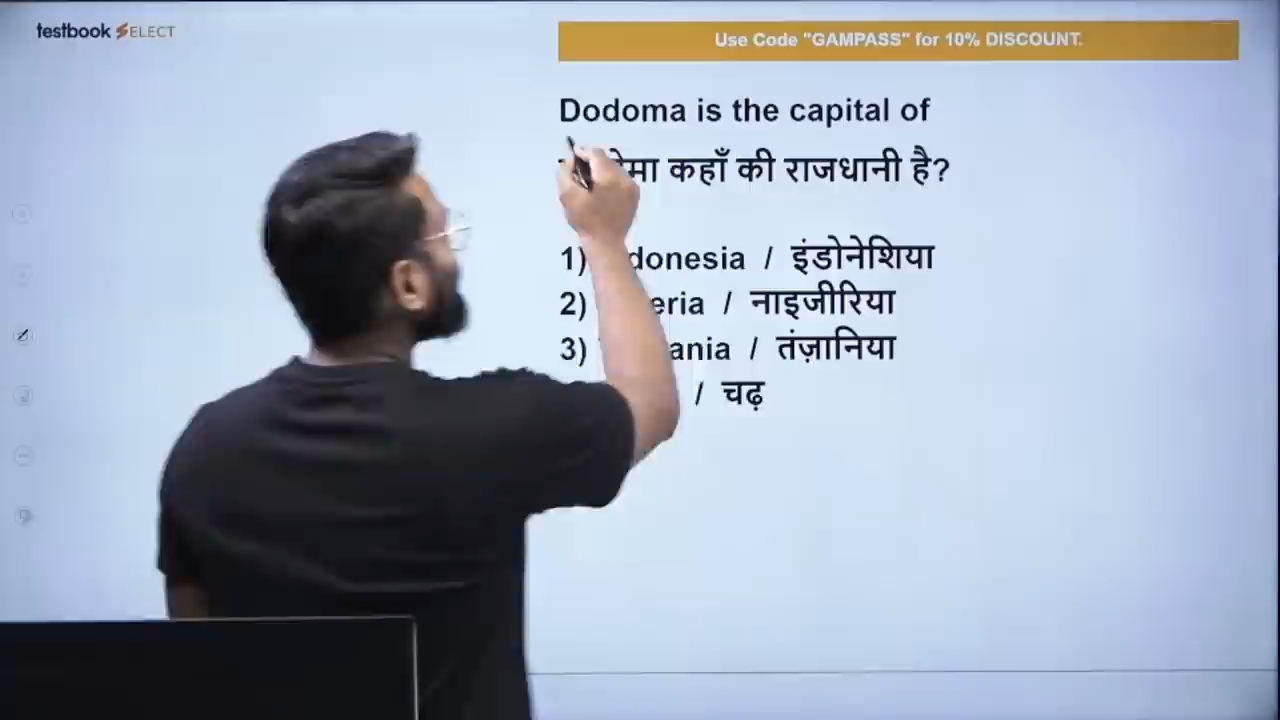 testbook SELECT
Use Code "GAMPASS" for 10% DISCOUNT.
Dodoma is the capital of
कहाँ की राजधानी है?
1) / इंडोनेशिया
2) / नाइजीरिया
3) / तंज़ानिया
/ चढ़